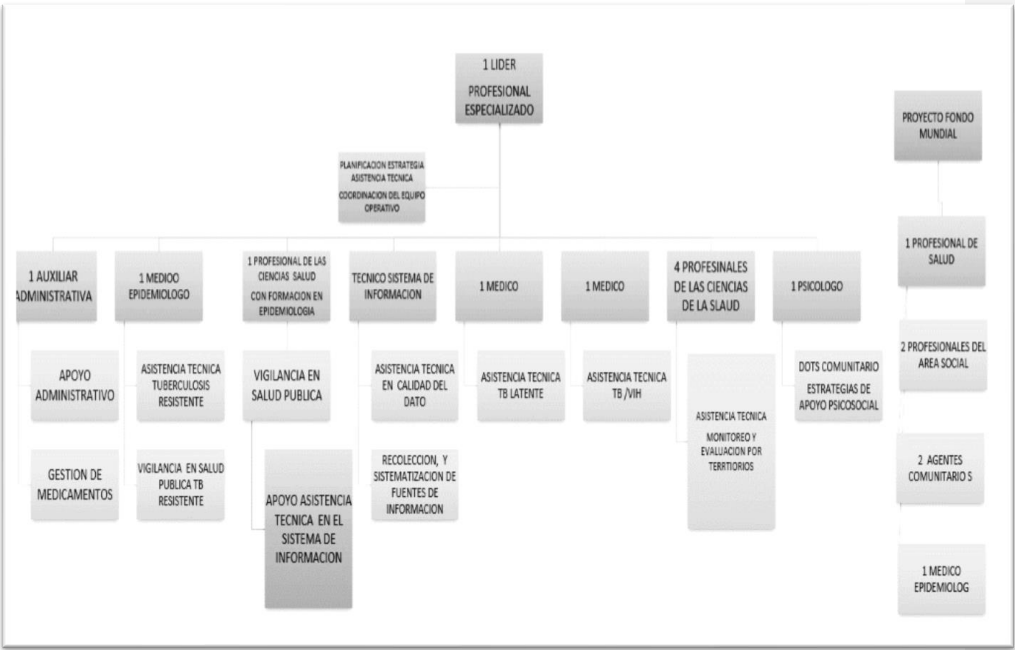 1 LIDER
PROFESIONAL
ESPECIALIZADO
PLANIFICACION ESTRATEGIA
ASISTENCIA TECNICA
COORDINACION DEL EQUIPO
OPERATIVO
1 AUXILIAR
ADMINISTRATIVA
APOYO
ADMINISTRATIVO
GESTION DE
MEDICAMENTOS
1 MEDIOO
EPIDEMIOLOGO
ASISTENCIA TECNICA
TUBERCULOSIS
RESISTENTE
VIGILANCIA EN SALUD
PUBLICA TB
RESISTENTE
1 PROFESIONAL DE LAS
CIENCIAS SALUD
CON FORMACION EN
EPIDEMIOLOGIA
VIGILANCIA EN
SALUD PUBLICA
APOYO ASISTENCIA
TECNICA EN EL
SISTEMA DE
INFORMACION
TECNICO SISTEMA DE
INFORMACION
ASISTENCIA TECNICA
EN CALIDAD DEL
DATO
RECOLECCION, Y
SISTEMATIZACION DE
FUENTES DE
INFORMACION
1 MEDICO
ASISTENCIA TECNICA
TB LATENTE
1 MEDICO
ASISTENCIA TECNICA
TB /VIH
4 PROFESINALES
DE LAS CIENCIAS
DE LA SLAUD
ASISTENCIA TECNICA
MONITOREO Y
EVALUACION POR
TERRTIORIOS
1 PSICOLOGO
DOTS COMUNITARIO
ESTRATEGIAS DE
APOYO PSICOSOCIAL
PROYECTO FONDO
MUNDIAL
1 PROFESIONAL DE
SALUD
2 PROFESIONALES DEL
AREA SOCIAL
2 AGENTES
COMUNITARIO S
1 MEDICO
EPIDEMIOLOG